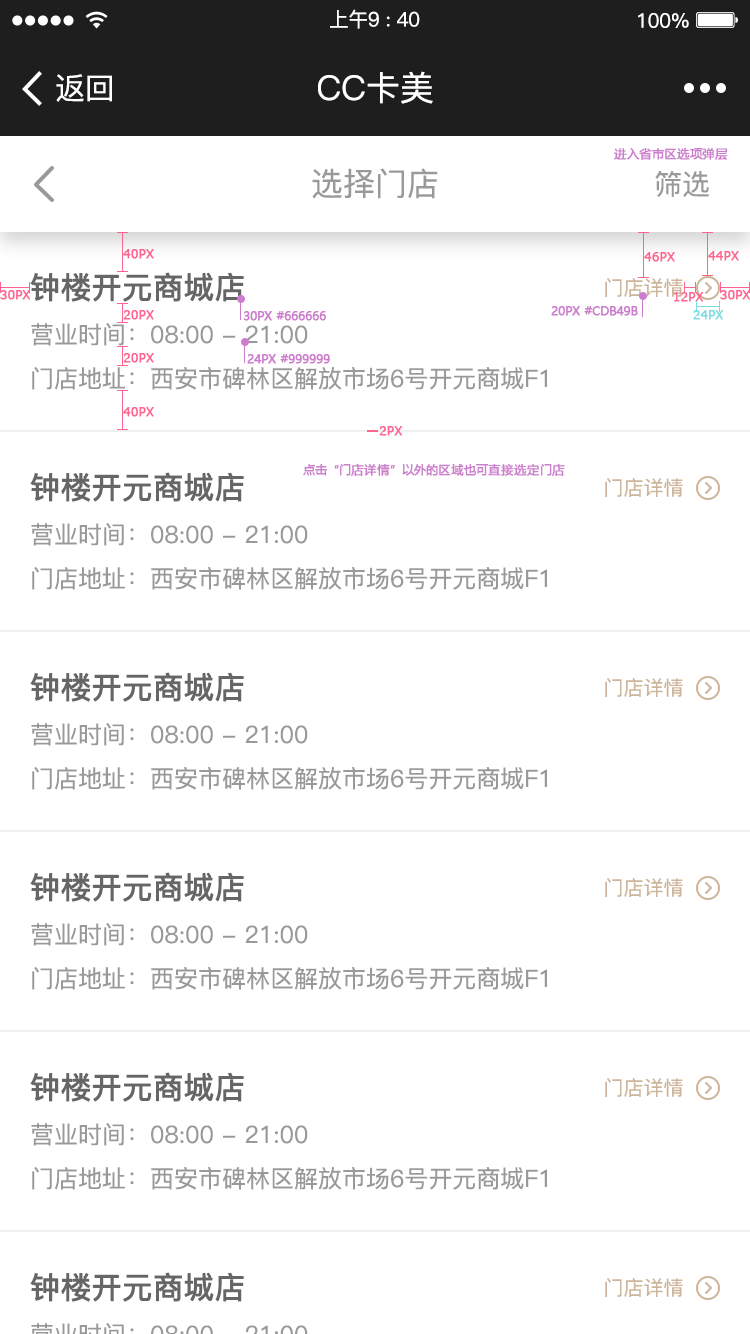 上午9 : 40
100%
返回
CC卡美
进入省市区选项弹层
选择门店
筛选
40PX
46PX
44PX
钟楼开元商城店
门店详情
30PX
12PX
30PX
20PX
30PX #666666
20PX #CDB49B
24PX
营业时间：08:00 – 21:00
20PX
24PX #999999
门店地址：西安市碑林区解放市场6号开元商城F1
40PX
2PX
点击“门店详情”以外的区域也可直接选定门店
钟楼开元商城店
门店详情
营业时间：08:00 – 21:00
门店地址：西安市碑林区解放市场6号开元商城F1
钟楼开元商城店
门店详情
营业时间：08:00 – 21:00
门店地址：西安市碑林区解放市场6号开元商城F1
钟楼开元商城店
门店详情
营业时间：08:00 – 21:00
门店地址：西安市碑林区解放市场6号开元商城F1
钟楼开元商城店
门店详情
营业时间：08:00 – 21:00
门店地址：西安市碑林区解放市场6号开元商城F1
钟楼开元商城店
门店详情
营业时间：08:00 – 21:00